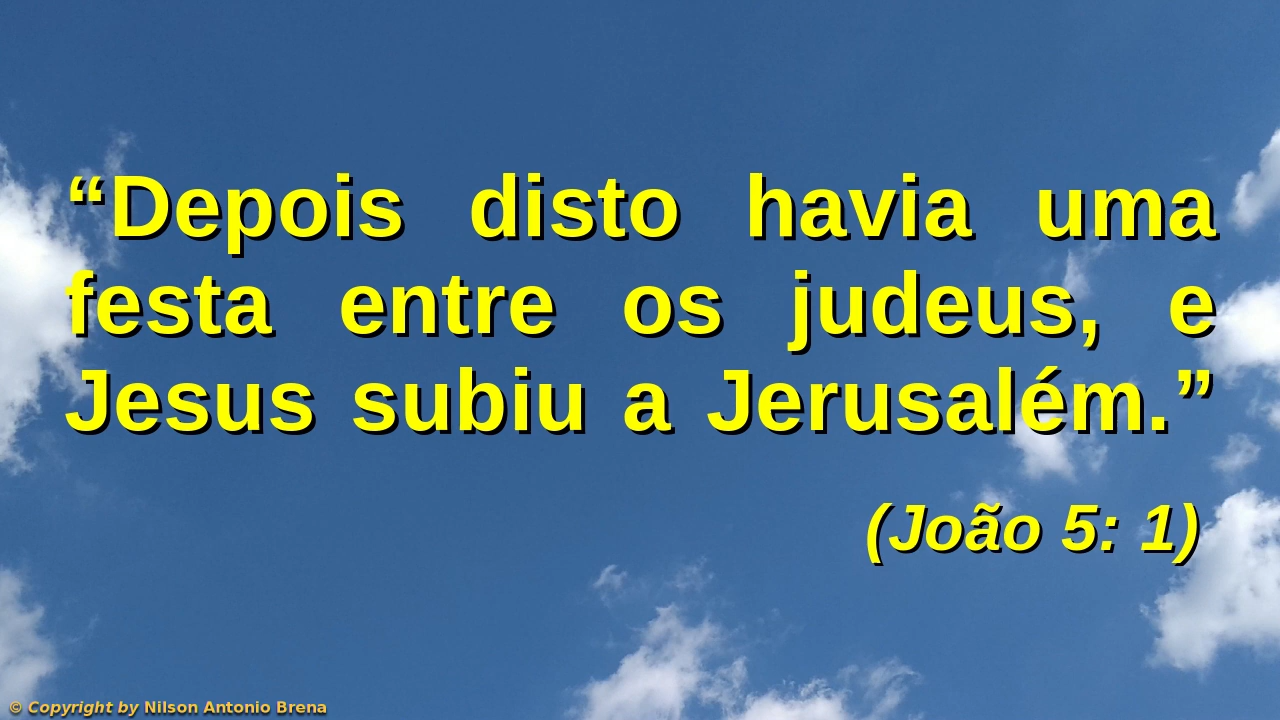 “Depois disto havia uma
festa entre os judeus, e
Jesus subiu a Jerusalém.”
(João 5: 1)
© Copyright by Nilson Antonio Brena